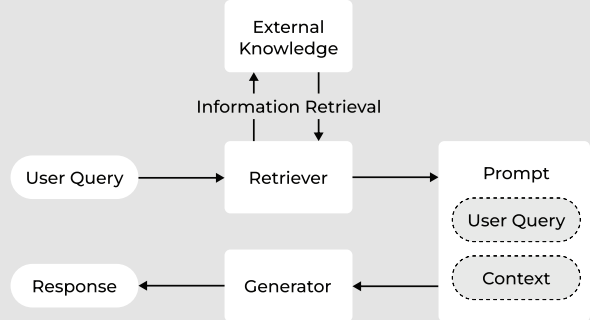 External
Knowledge
Information Retrieval
User Query
Retriever
Prompt
User Query
Context
Generator
Response